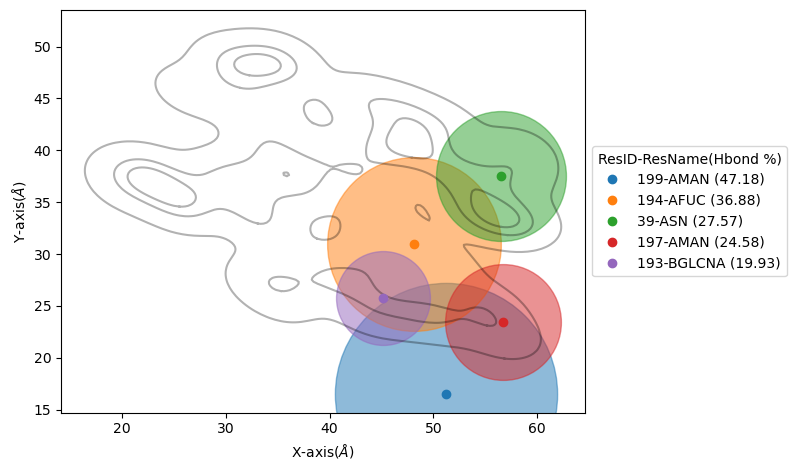 50
45
40
35
30
25
20
15
Y-axis(Å)
20 30 40 50 60
X-axis(Å)
ResID-ResName(Hbond %)
199-AMAN (47.18)
194-AFUC (36.88)
39-ASN (27.57)
197-AMAN (24.58)
193-BGLCNA (19.93)